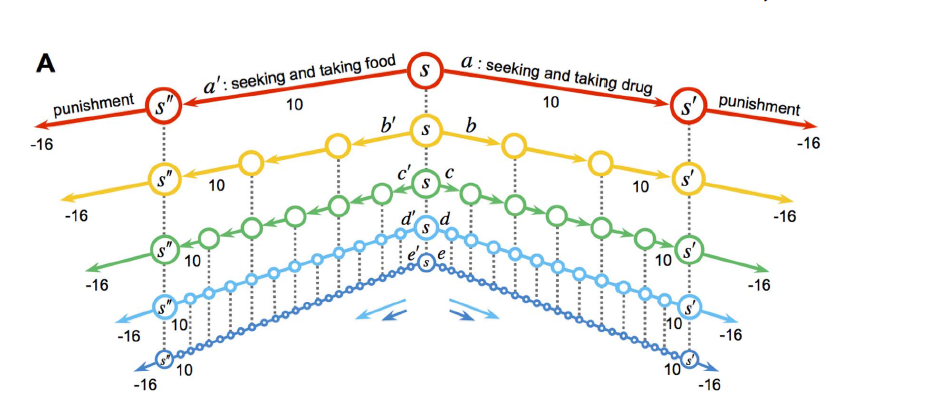 A
punishment
s″
a′ : seeking and taking food
10
s
a : seeking and taking drug
10
s′
punishment
-16
-16
b′ s b
s″ 10
10 s′
-16
-16
c′ s c
s″ 10
10 s′
-16
-16
d′ s d
s″ 10
10 s′
-16
-16
e′ s e
s″ 10
10 s′
-16
-16